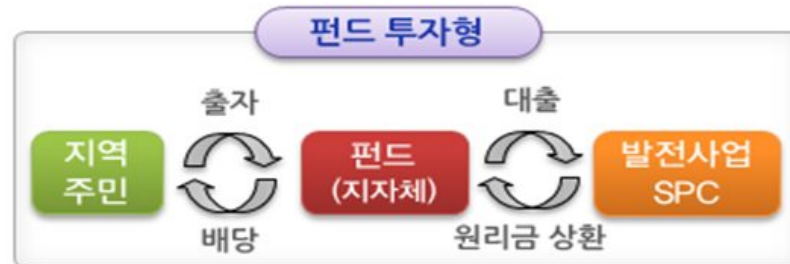 펀드 투자형
출자
대출
지역
주민
펀드
(지자체)
발전사업
SPC
배당
원리금 상환